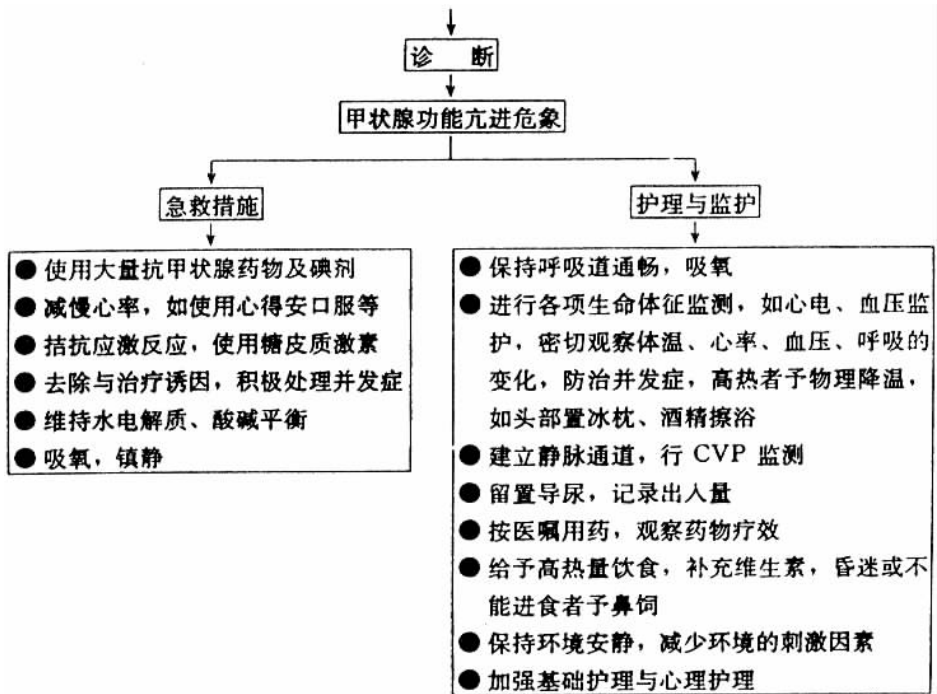 诊 断
甲状腺功能亢进危象
急救措施
● 使用大量抗甲状腺药物及碘剂
● 减慢心率，如使用心得安口服等
● 拮抗应激反应，使用糖皮质激素
● 去除与治疗诱因，积极处理并发症
● 维持水电解质、酸碱平衡
● 吸氧，镇静
护理与监护
● 保持呼吸道通畅，吸氧
● 进行各项生命体征监测，如心电、血压监
护，密切观察体温、心率、血压、呼吸的
变化，防治并发症，高热者予物理降温，
如头部置冰枕、酒精擦浴
● 建立静脉通道，行 CVP 监测
● 留置导尿，记录出入量
● 按医嘱用药，观察药物疗效
● 给予高热量饮食，补充维生素，昏迷或不
能进食者予鼻饲
● 保持环境安静，减少环境的刺激因素
● 加强基础护理与心理护理